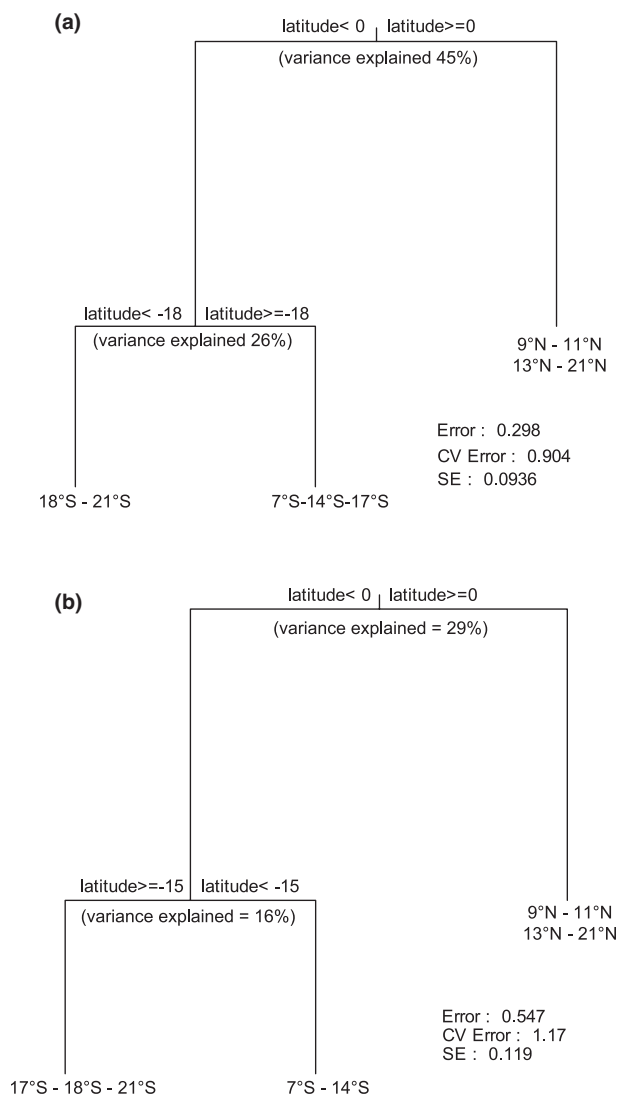 (a)
latitude< 0 latitude>=0
(variance explained 45%)
latitude< -18 latitude>=-18
(variance explained 26%)
9°N - 11°N
13°N - 21°N
Error : 0.298
CV Error : 0.904
SE : 0.0936
18°S - 21°S 7°S-14°S-17°S
(b)
latitude< 0 latitude>=0
(variance explained = 29%)
latitude>=-15 latitude< -15
(variance explained = 16%)
9°N - 11°N
13°N - 21°N
Error : 0.547
CV Error : 1.17
SE : 0.119
17°S - 18°S - 21°S 7°S - 14°S